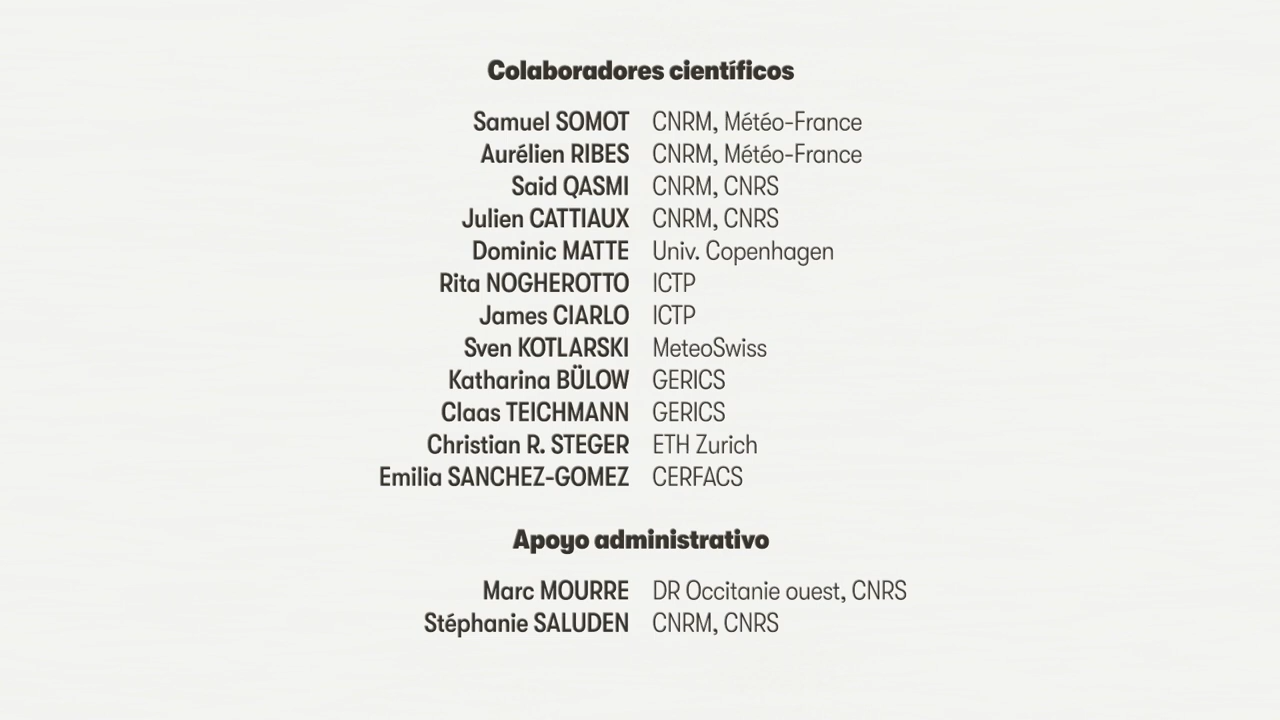 Colaboradores científicos
Samuel SOMOT CNRM, Météo-France
Aurélien RIBES CNRM, Météo-France
Said QASMI CNRM, CNRS
Julien CATTIAUX CNRM, CNRS
Dominic MATTE Univ. Copenhagen
Rita NOGHEROTTO ICTP
James CIARLO ICTP
Sven KOTLARSKI MeteoSwiss
Katharina BÜLOW GERICS
Claas TEICHMANN GERICS
Christian R. STEGER ETH Zurich
Emilia SANCHEZ-GOMEZ CERFACS
Apoyo administrativo
Marc MOURRE DR Occitanie ouest, CNRS
Stéphanie SALUDEN CNRM, CNRS